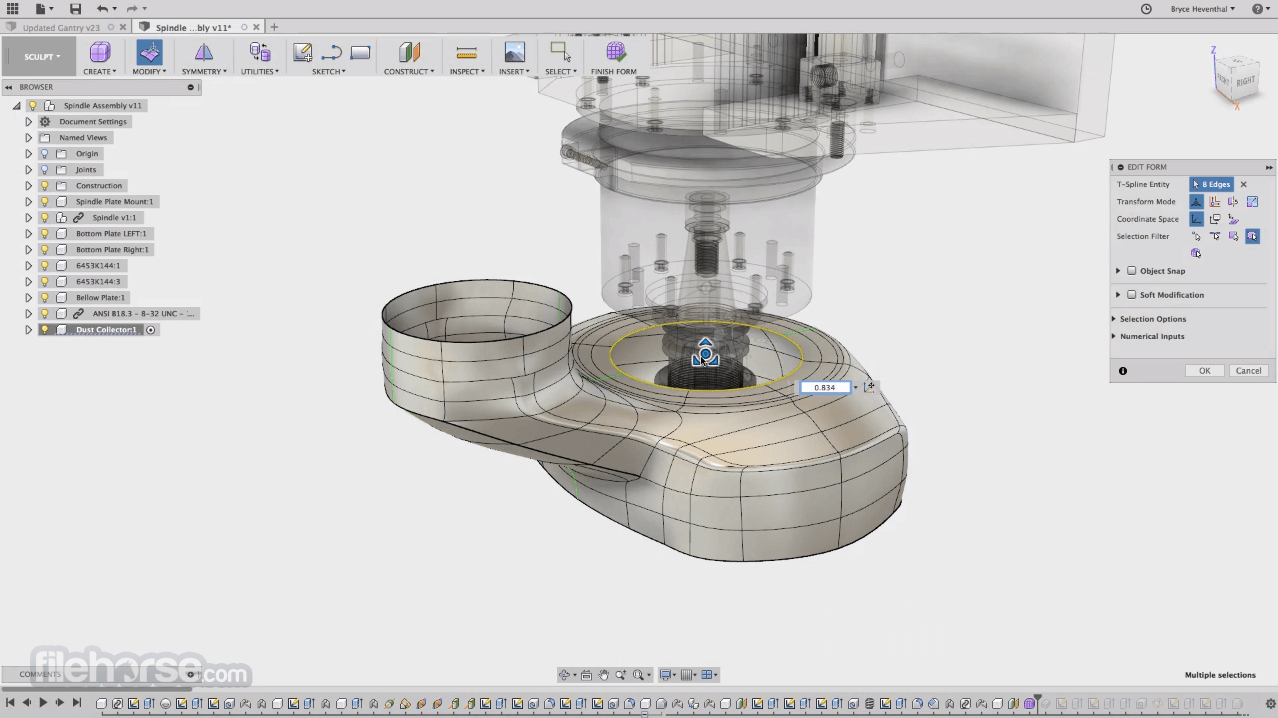 Bryce Heventhal
Updated Gantry v23
Spindle ...bly v11*
SCULPT
CREATE
MODIFY
SYMMETRY
UTILITIES
SKETCH
CONSTRUCT
INSPECT
INSERT
SELECT
FINISH FORM
BROWSER
Spindle Assembly v11
Document Settings
Named Views
Origin
Joints
Construction
Spindle Plate Mount:1
Spindle v1:1
Bottom Plate LEFT:1
Bottom Plate Right:1
6453K144:1
6453K144:3
Bellow Plate:1
ANSI B18.3 - 8-32 UNC - ...
Dust Collector:1
Z
RIGHT
X
EDIT FORM
T-Spline Entity
8 Edges
Transform Mode
Coordinate Space
Selection Filter
Object Snap
Soft Modification
Selection Options
Numerical Inputs
OK
Cancel
0.834
COMMENTS
filehorse.com
Multiple selections